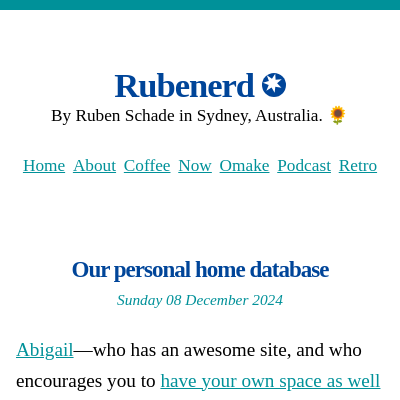 Rubenerd ✪
By Ruben Schade in Sydney, Australia. 🌻
Home About Coffee Now Omake Podcast Retro
Our personal home database
Sunday 08 December 2024
Abigail—who has an awesome site, and who
encourages you to have your own space as well